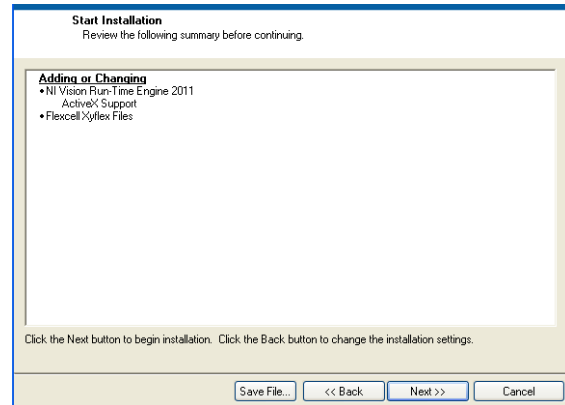 Start Installation
Review the following summary before continuing.
Adding or Changing
•NI Vision Run-Time Engine 2011
ActiveX Support
•Flexcell Xyflex Files
Click the Next button to begin installation. Click the Back button to change the installation settings.
Save File... << Back Next >> Cancel